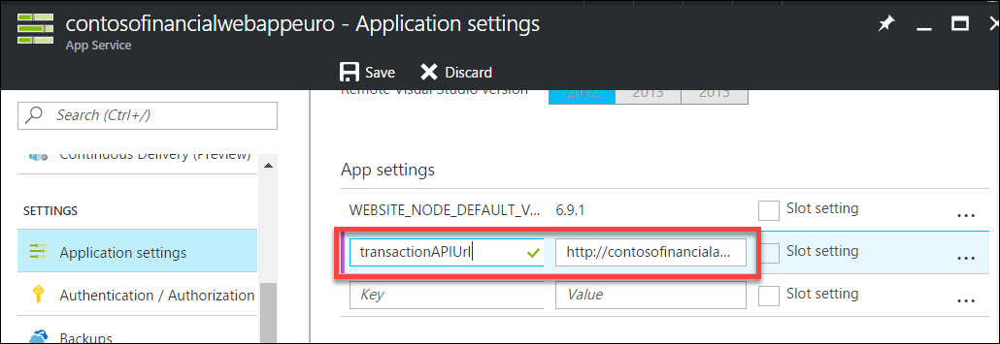 contosofinancialwebappeuro - Application settings
App Service
Save
Discard
Remote Visual Studio version
2012
2013
2015
Search (Ctrl+/)
Continuous Delivery (Preview)
SETTINGS
Application settings
Authentication / Authorization
Backups
App settings
WEBSITE_NODE_DEFAULT_V... 6.9.1 Slot setting ...
transactionAPIUrl http://contosofinanciala... Slot setting ...
Key Value Slot setting ...